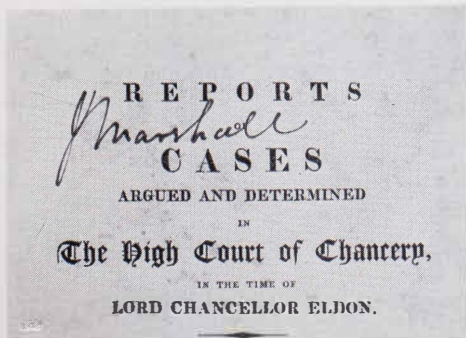 REPORTS
J Marshall
CASES
ARGUED AND DETERMINED
IN
The High Court of Chancery,
IN THE TIME OF
LORD CHANCELLOR ELDON.